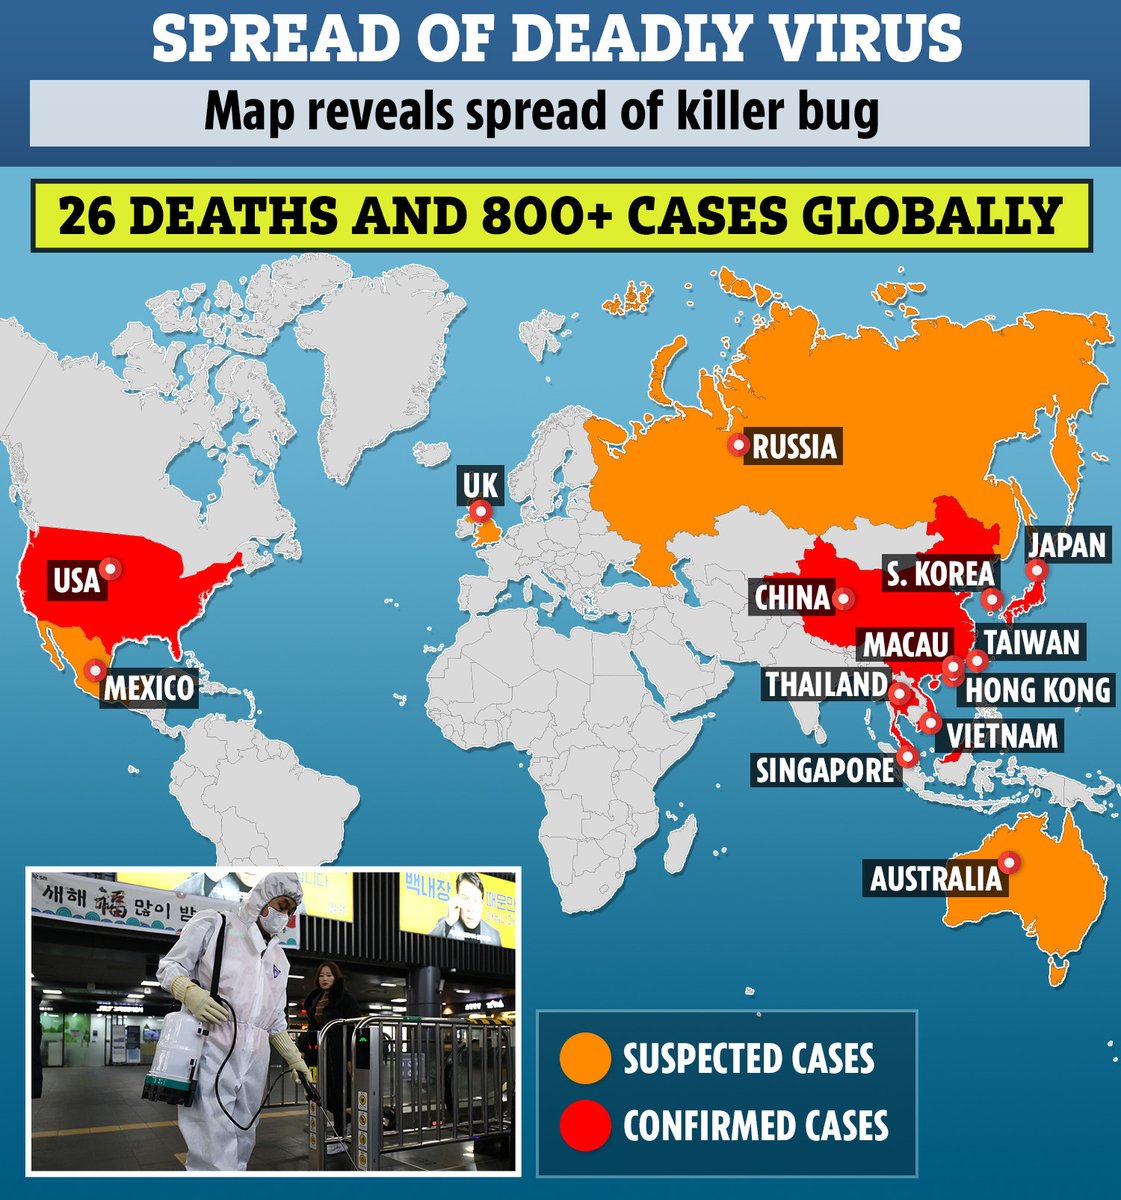 SPREAD OF DEADLY VIRUS
Map reveals spread of killer bug
26 DEATHS AND 800+ CASES GLOBALLY
RUSSIA
UK
JAPAN
USA
S. KOREA
CHINA
MACAU
TAIWAN
MEXICO
THAILAND
HONG KONG
VIETNAM
SINGAPORE
AUSTRALIA
새해 福 많이 받
백내장
때문
SUSPECTED CASES
CONFIRMED CASES